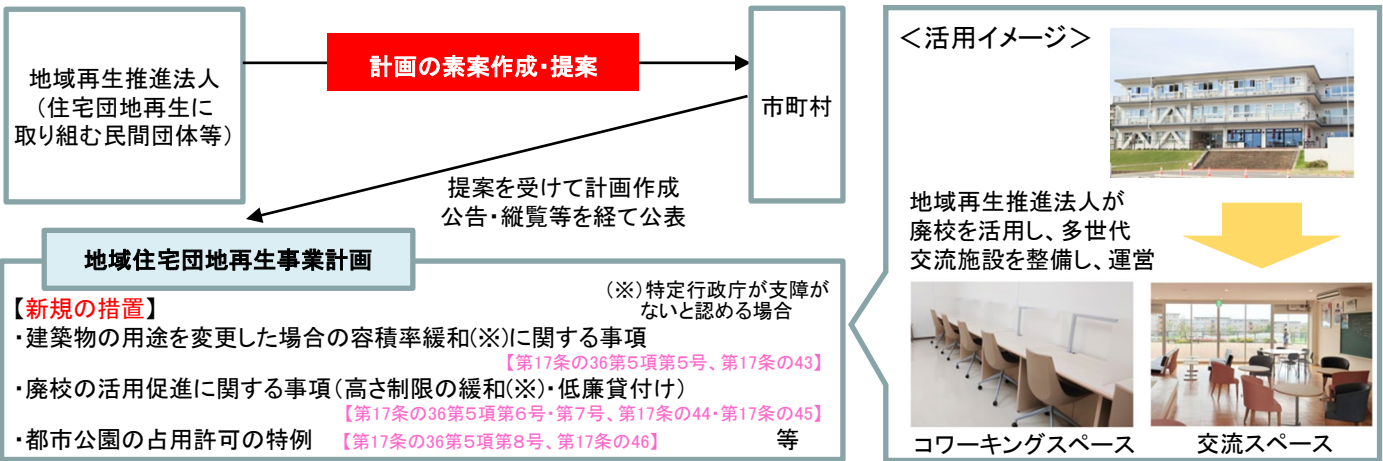 地域再生推進法人
(住宅団地再生に
取り組む民間団体等)
計画の素案作成・提案
市町村
提案を受けて計画作成
公告・縦覧等を経て公表
地域住宅団地再生事業計画
【新規の措置】
(※)特定行政庁が支障が
ないと認める場合
・建築物の用途を変更した場合の容積率緩和(※)に関する事項
【第17条の36第5項第5号、第17条の43】
・廃校の活用促進に関する事項(高さ制限の緩和(※)・低廉貸付け)
【第17条の36第5項第6号・第7号、第17条の44・第17条の45】
・都市公園の占用許可の特例 【第17条の36第5項第8号、第17条の46】 等
<活用イメージ>
地域再生推進法人が
廃校を活用し、多世代
交流施設を整備し、運営
コワーキングスペース
交流スペース